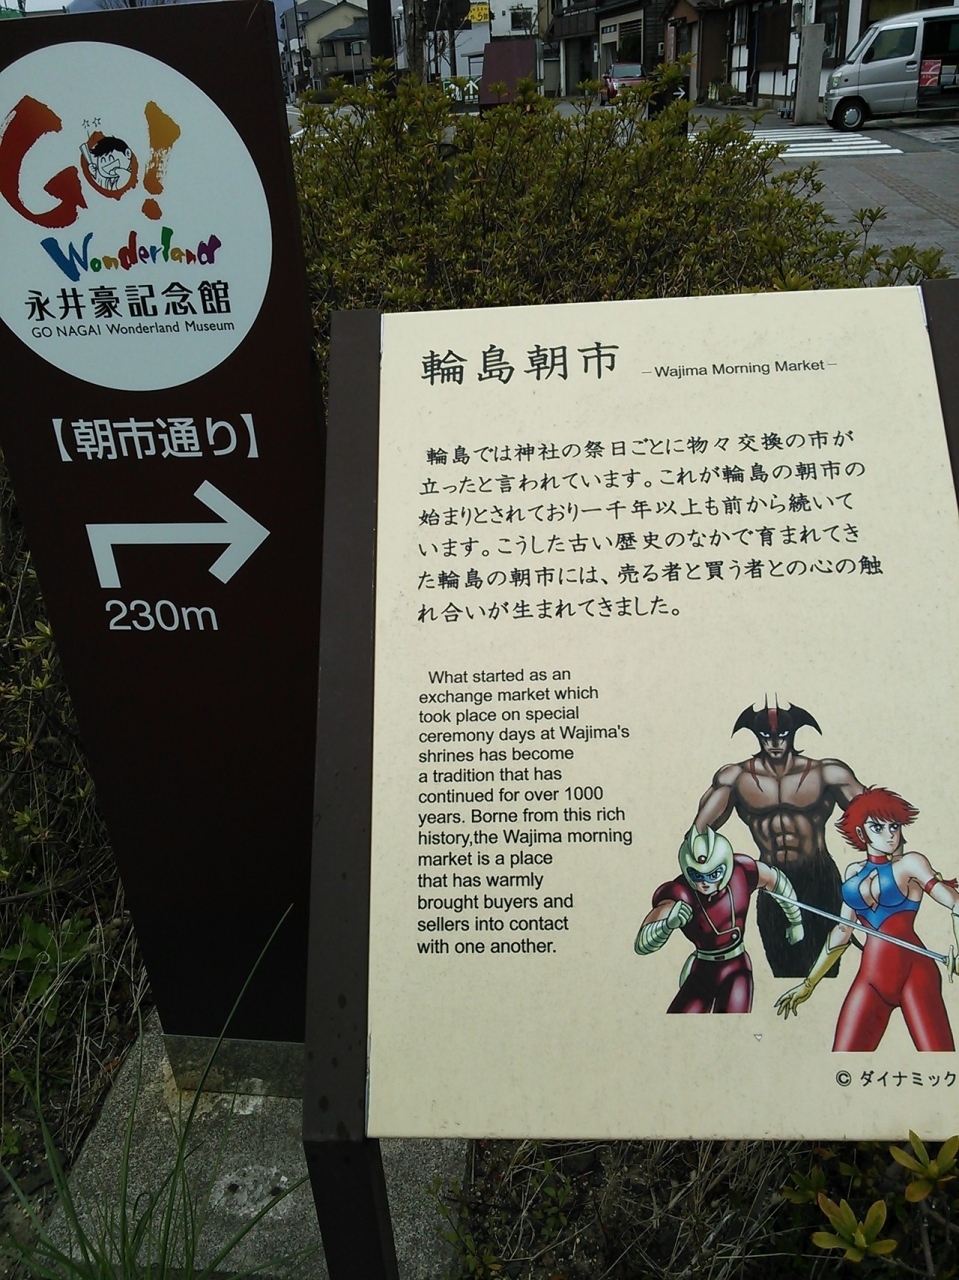 GO!
Wonderland
永井豪記念館
GO NAGAI Wonderland Museum
【朝市通り】
230m
輪島朝市
－Wajima Morning Market－
輪島では神社の祭日ごとに物々交換の市が
立ったと言われています。これが輪島の朝市の
始まりとされており一千年以上も前から続いて
います。こうした古い歴史のなかで育まれてき
た輪島の朝市には、売る者と買う者との心の触
れ合いが生まれてきました。
What started as an
exchange market which
took place on special
ceremony days at Wajima's
shrines has become
a tradition that has
continued for over 1000
years. Borne from this rich
history,the Wajima morning
market is a place
that has warmly
brought buyers and
sellers into contact
with one another.
© ダイナミック